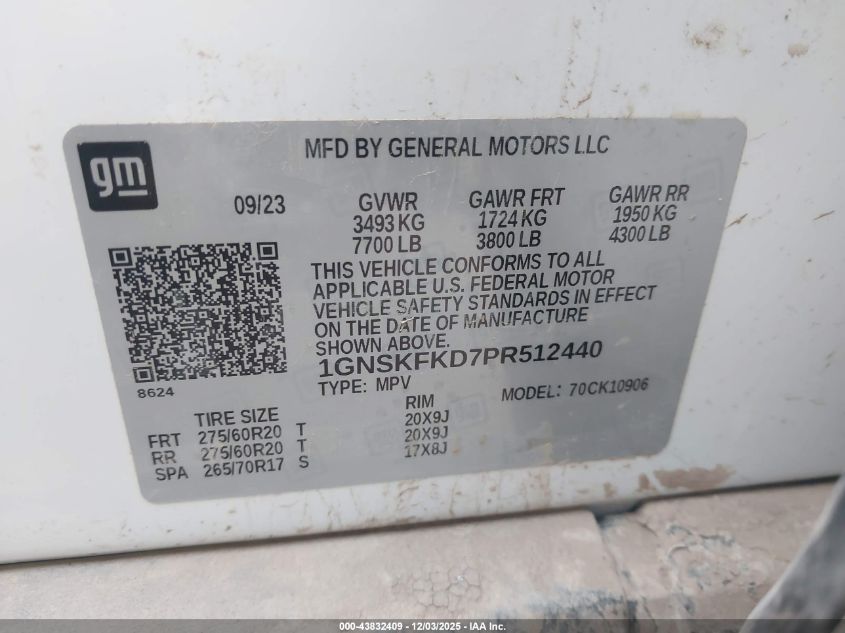 gm
MFD BY GENERAL MOTORS LLC
09/23
GVWR GAWR FRT GAWR RR
3493 KG 1724 KG 1950 KG
7700 LB 3800 LB 4300 LB
THIS VEHICLE CONFORMS TO ALL
APPLICABLE U.S. FEDERAL MOTOR
VEHICLE SAFETY STANDARDS IN EFFECT
ON THE DATE OF MANUFACTURE
SHOWN ABOVE.
1GNSKFKD7PR512440
8624
TYPE: MPV MODEL: 70CK10906
TIRE SIZE RIM
FRT 275/60R20 T 20X9J
RR 275/60R20 T 20X9J
SPA 265/70R17 S 17X8J
000-43832409 - 12/03/2025 - IAA Inc.